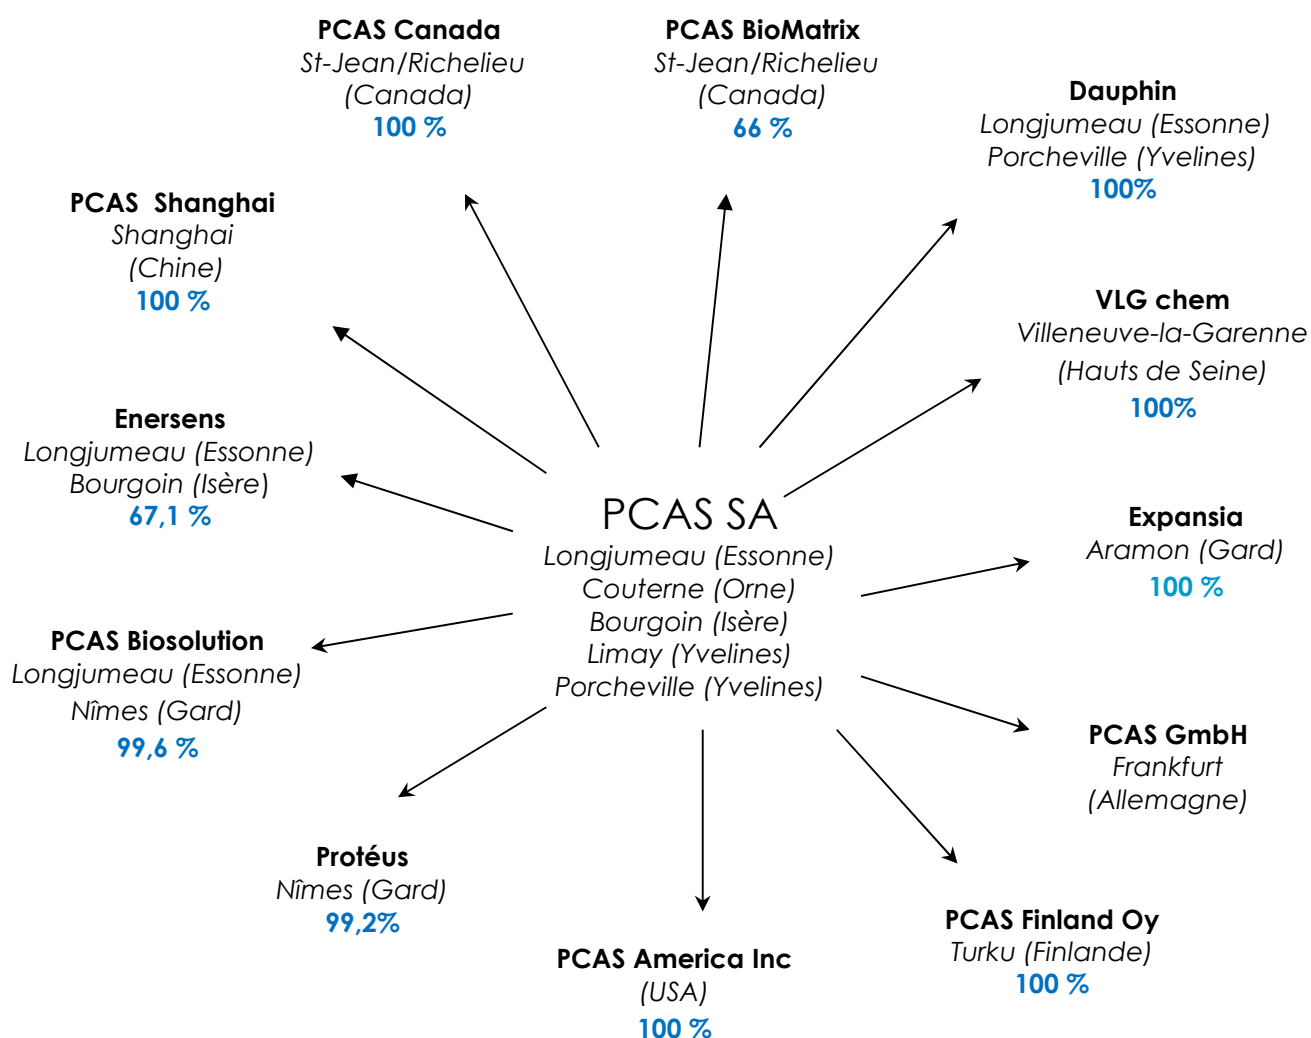 PCAS Canada
St-Jean/Richelieu
(Canada)
100 %
PCAS BioMatrix
St-Jean/Richelieu
(Canada)
66 %
Dauphin
Longjumeau (Essonne)
Porcheville (Yvelines)
100%
PCAS Shanghai
Shanghai
(Chine)
100 %
VLG chem
Villeneuve-la-Garenne
(Hauts de Seine)
100%
Enersens
Longjumeau (Essonne)
Bourgoin (Isère)
67,1 %
PCAS SA
Longjumeau (Essonne)
Couterne (Orne)
Bourgoin (Isère)
Limay (Yvelines)
Porcheville (Yvelines)
Expansia
Aramon (Gard)
100 %
PCAS Biosolution
Longjumeau (Essonne)
Nîmes (Gard)
99,6 %
PCAS GmbH
Frankfurt
(Allemagne)
Protéus
Nîmes (Gard)
99,2%
PCAS America Inc
(USA)
100 %
PCAS Finland Oy
Turku (Finlande)
100 %